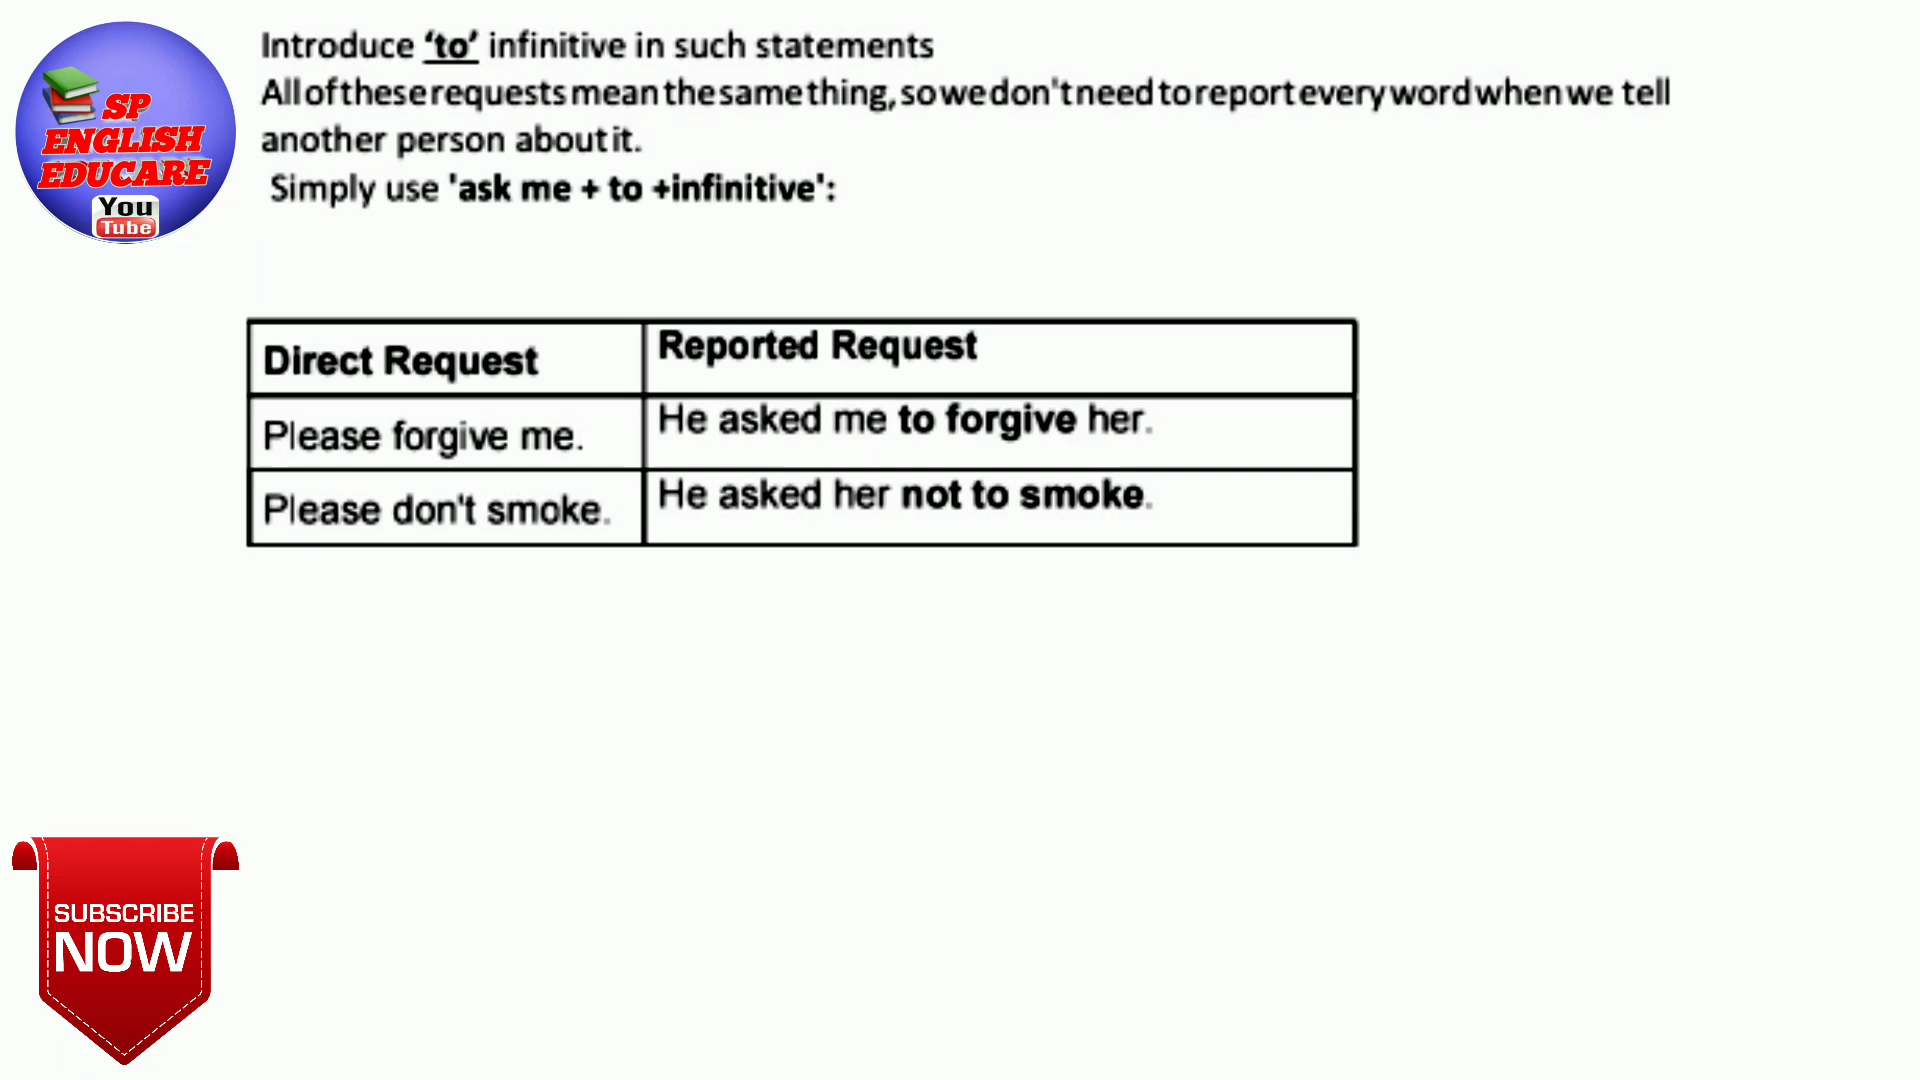 SP
ENGLISH
EDUCARE
You
Tube
Introduce ‘to’ infinitive in such statements
All of these requests mean the same thing, so we don't need to report every word when we tell
another person about it.
Simply use 'ask me + to +infinitive':
Direct Request
Reported Request
Please forgive me.
He asked me to forgive her.
Please don't smoke.
He asked her not to smoke.
SUBSCRIBE
NOW